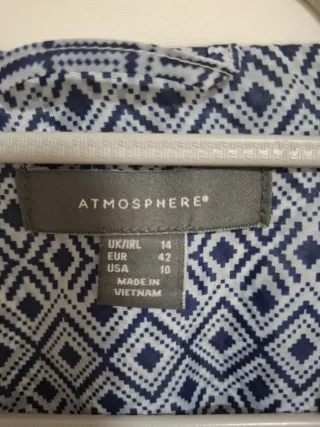 ATMOSPHERE®
UK/IRL 14
EUR 42
USA 10
MADE IN
VIETNAM